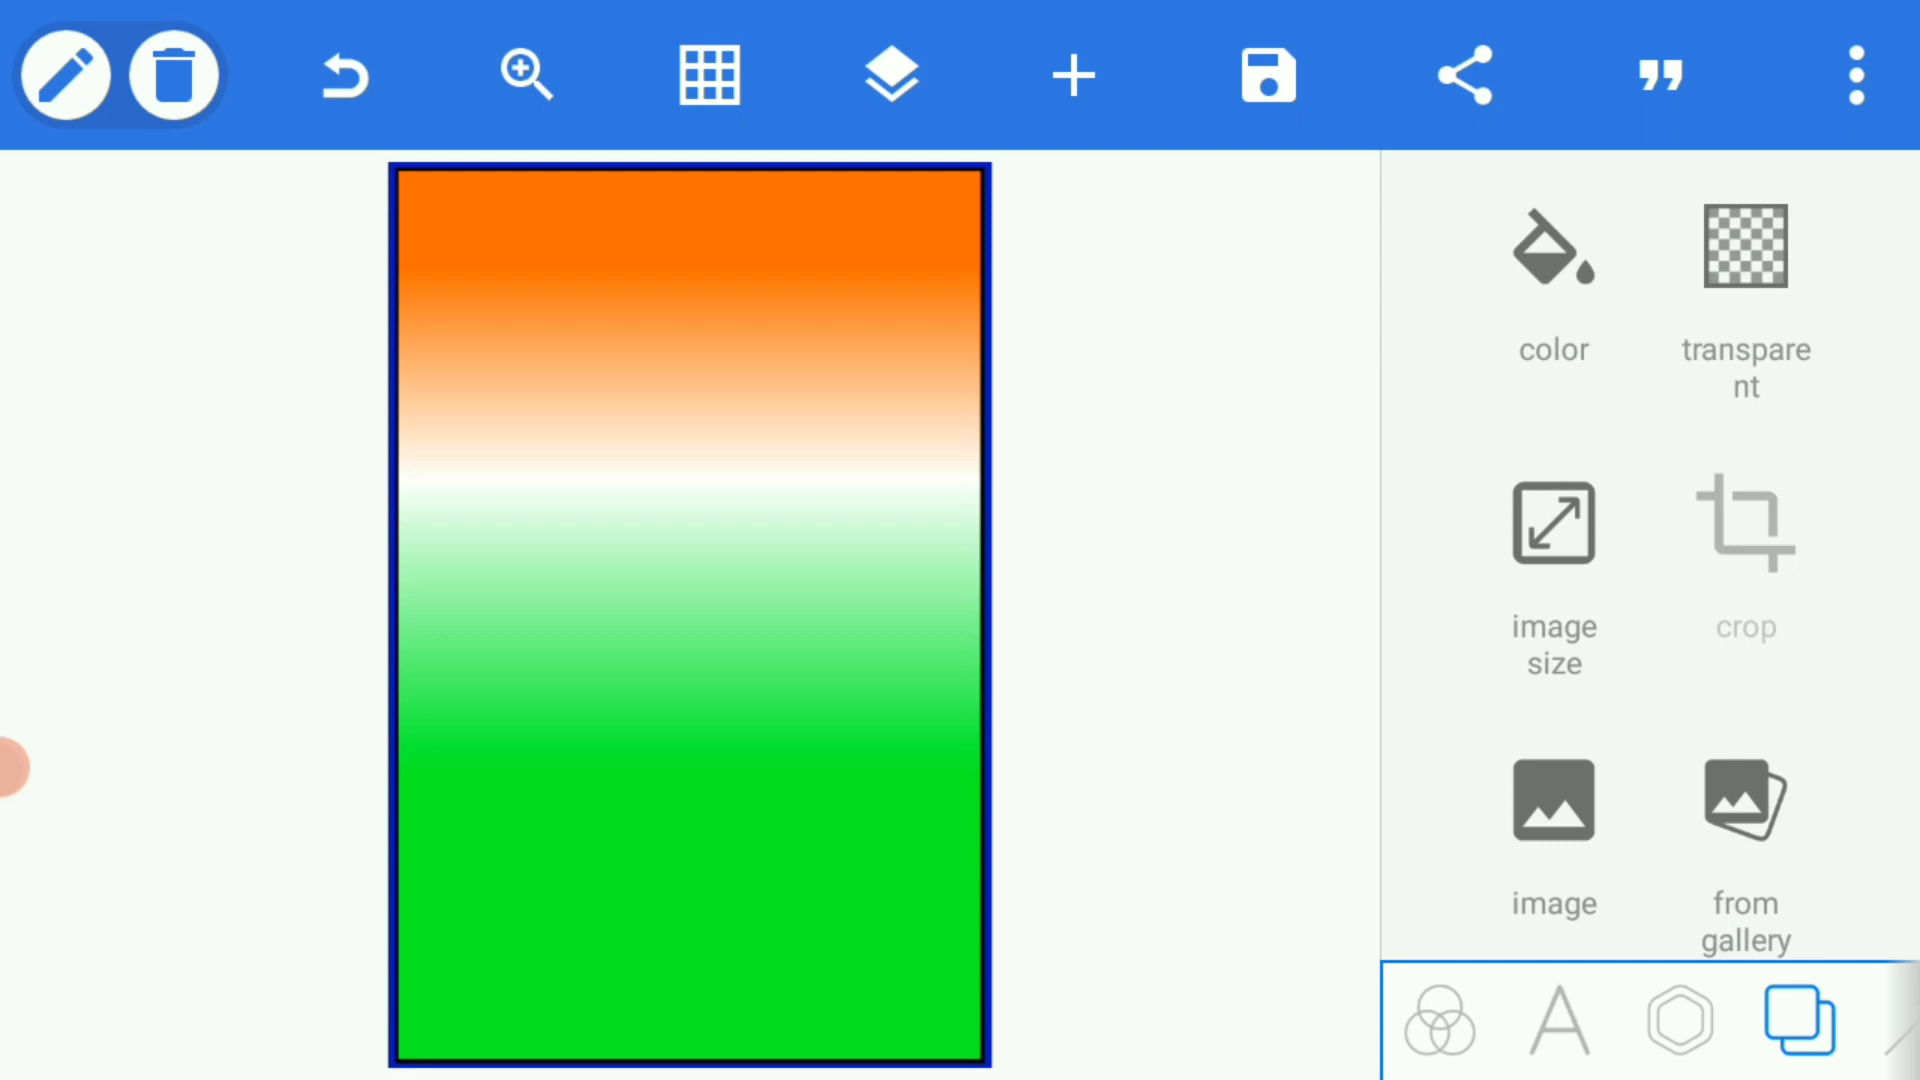 color
transpare
nt
image
size
crop
image
from
gallery